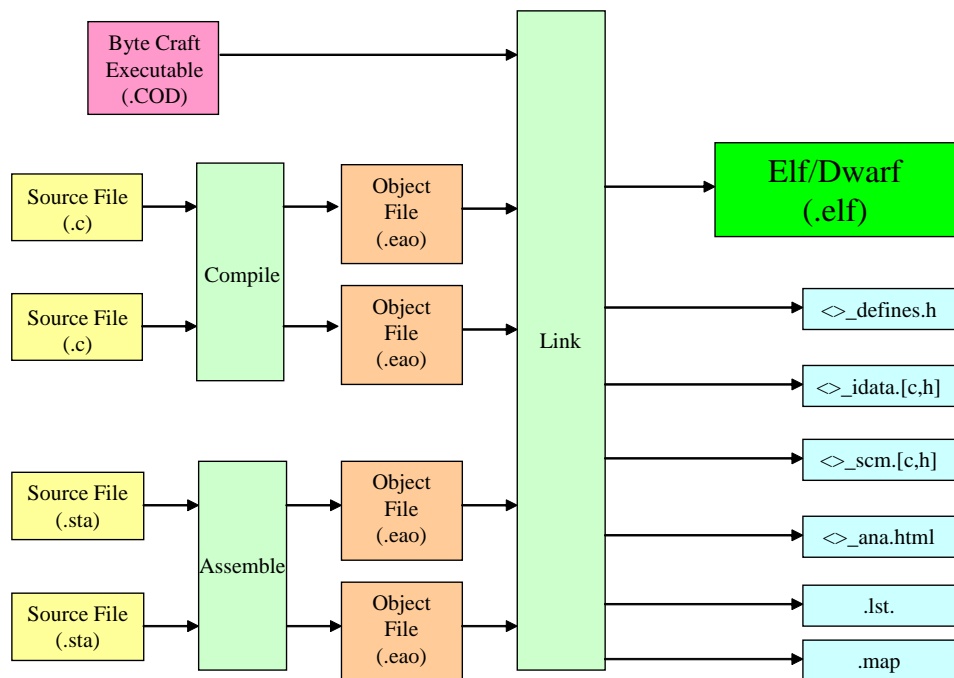 Byte Craft
Executable
(.COD)
Source File
(.c)
Source File
(.c)
Compile
Object
File
(.eao)
Object
File
(.eao)
Source File
(.sta)
Source File
(.sta)
Assemble
Object
File
(.eao)
Object
File
(.eao)
Link
Elf/Dwarf
(.elf)
<>_defines.h
<>_idata.[c,h]
<>_scm.[c,h]
<>_ana.html
.lst.
.map